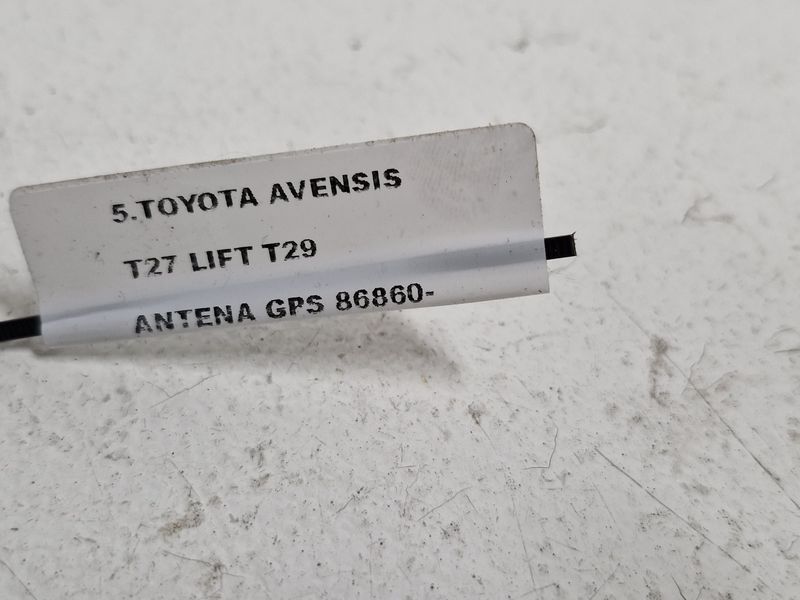 5.TOYOTA AVENSIS
T27 LIFT T29
ANTENA GPS 86860-